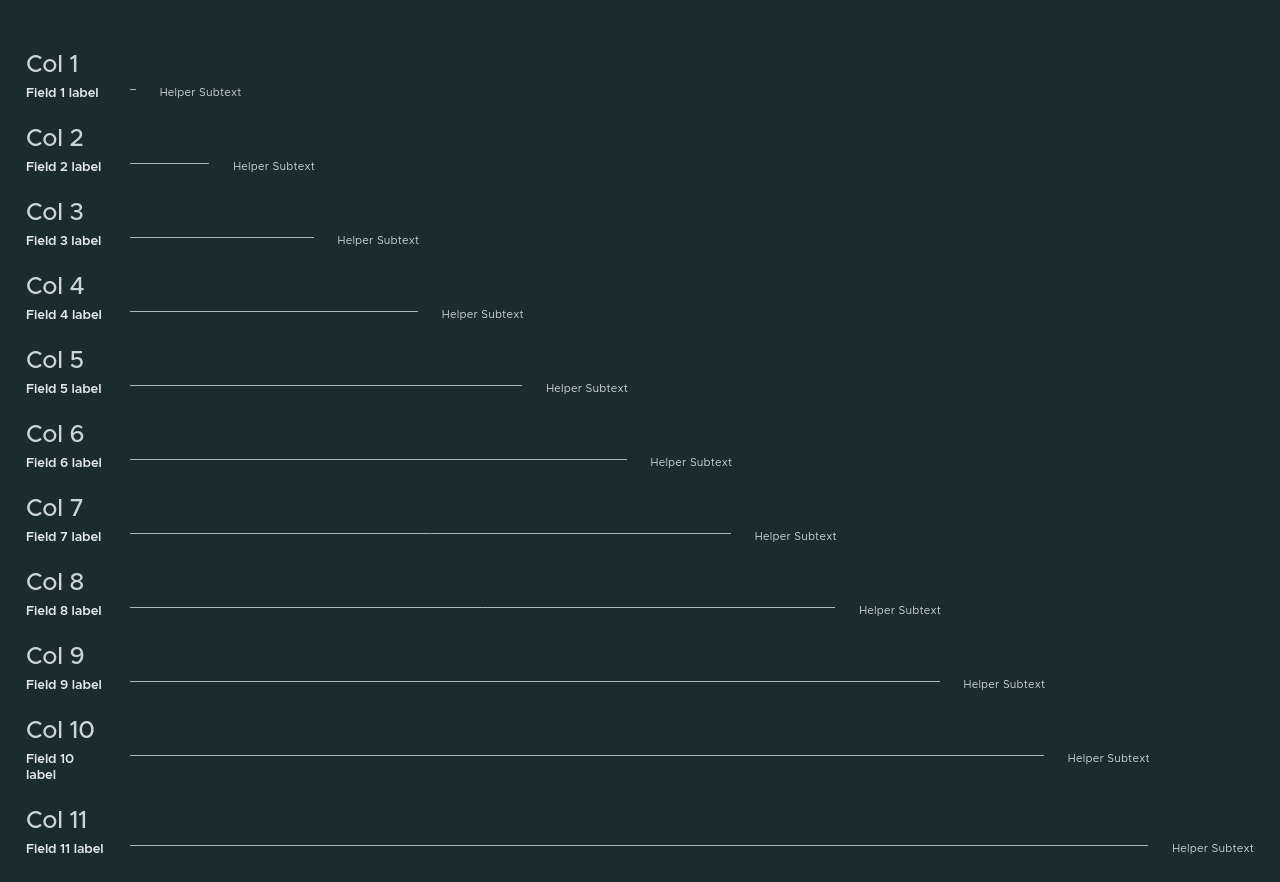 Col 1
Field 1 label Helper Subtext
Col 2
Field 2 label Helper Subtext
Col 3
Field 3 label Helper Subtext
Col 4
Field 4 label Helper Subtext
Col 5
Field 5 label Helper Subtext
Col 6
Field 6 label Helper Subtext
Col 7
Field 7 label Helper Subtext
Col 8
Field 8 label Helper Subtext
Col 9
Field 9 label Helper Subtext
Col 10
Field 10 Helper Subtext
label
Col 11
Field 11 label Helper Subtext